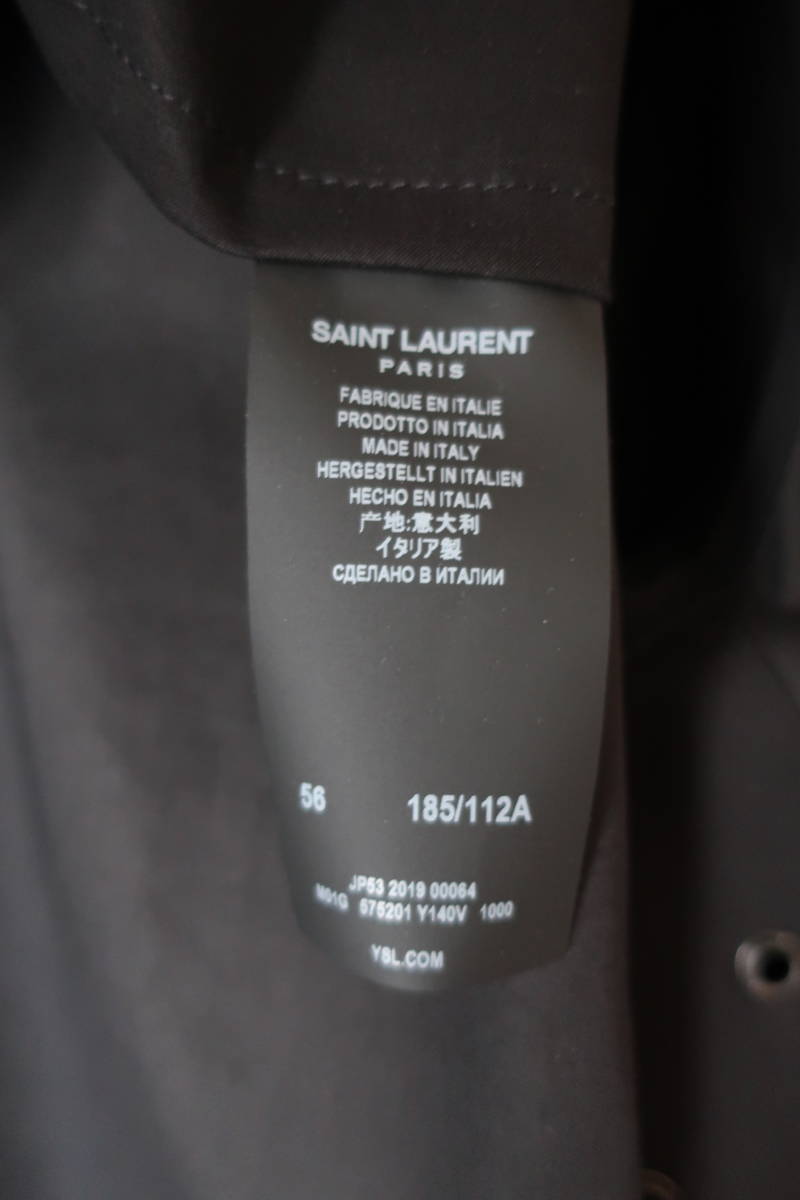 SAINT LAURENT
PARIS
FABRIQUE EN ITALIE
PRODOTTO IN ITALIA
MADE IN ITALY
HERGESTELLT IN ITALIEN
HECHO EN ITALIA
产地:意大利
イタリア製
СДЕЛАНО В ИТАЛИИ
56 185/112A
JP53 2019 00064
M01G 575201 Y140V 1000
YSL.COM